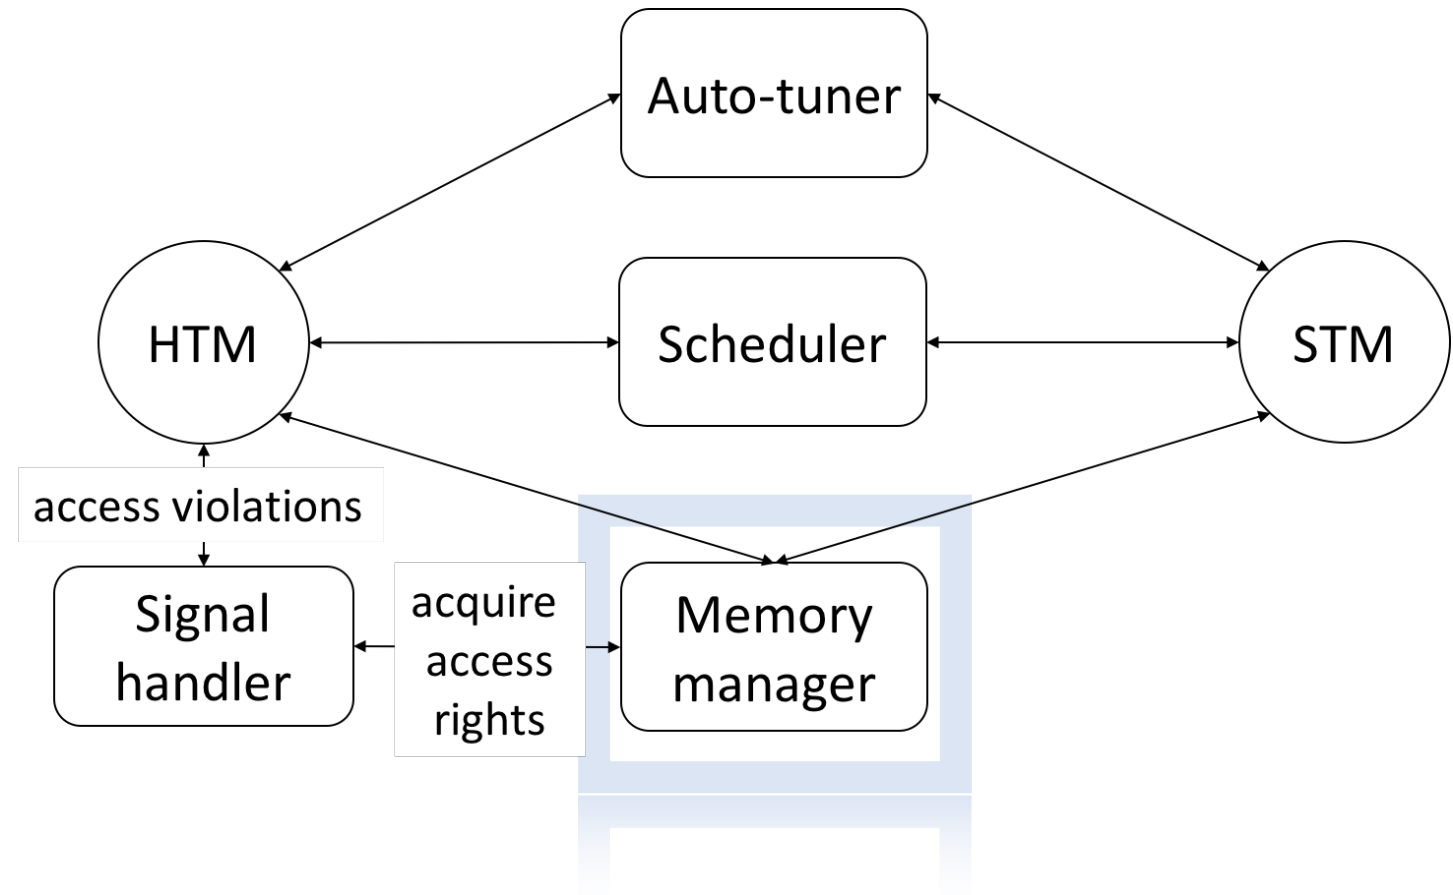 Auto-tuner
HTM
Scheduler
STM
access violations
Signal
handler
acquire
access
rights
Memory
manager